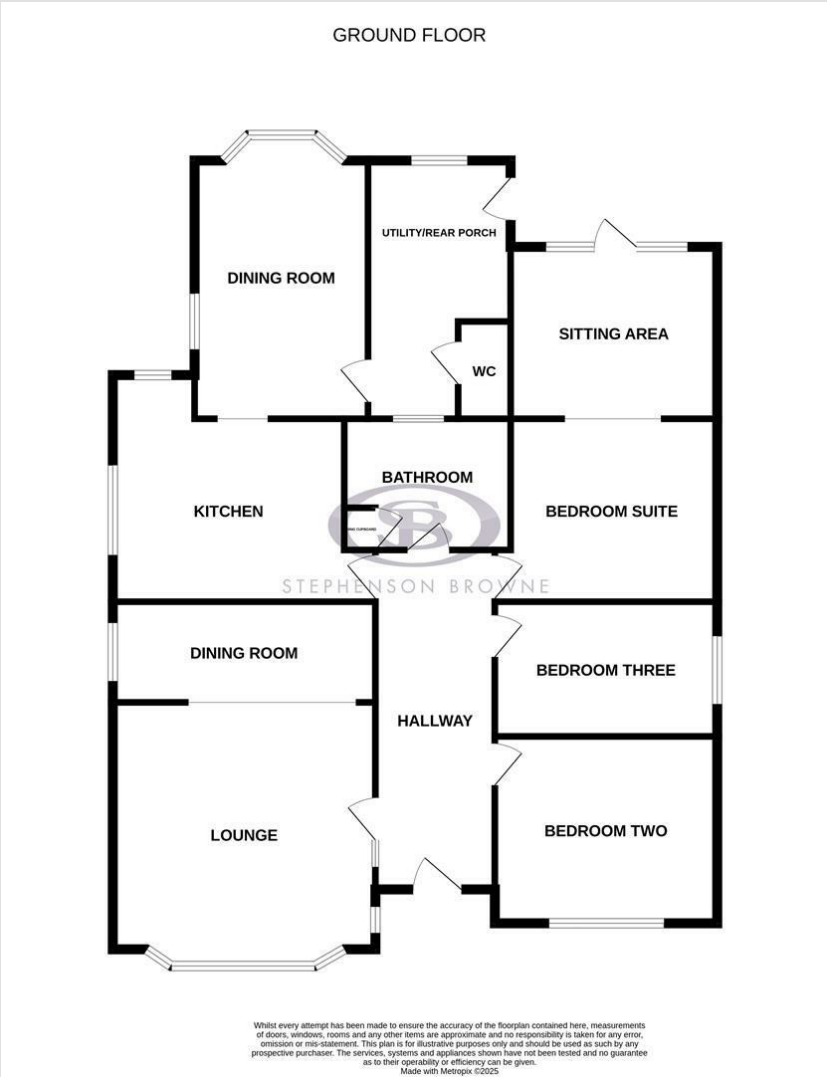 GROUND FLOOR
UTILITY/REAR PORCH
DINING ROOM
SITTING AREA
WC
BATHROOM
KITCHEN
BEDROOM SUITE
CUPBOARD
SB
STEPHENSON BROWNE
DINING ROOM
BEDROOM THREE
HALLWAY
LOUNGE
BEDROOM TWO
Whilst every attempt has been made to ensure the accuracy of the floorplan contained here, measurements
of doors, windows, rooms and any other items are approximate and no responsibility is taken for any error,
omission or mis-statement. This plan is for illustrative purposes only and should be used as such by any
prospective purchaser. The services, systems and appliances shown have not been tested and no guarantee
as to their operability or efficiency can be given.
Made with Metropix ©2025